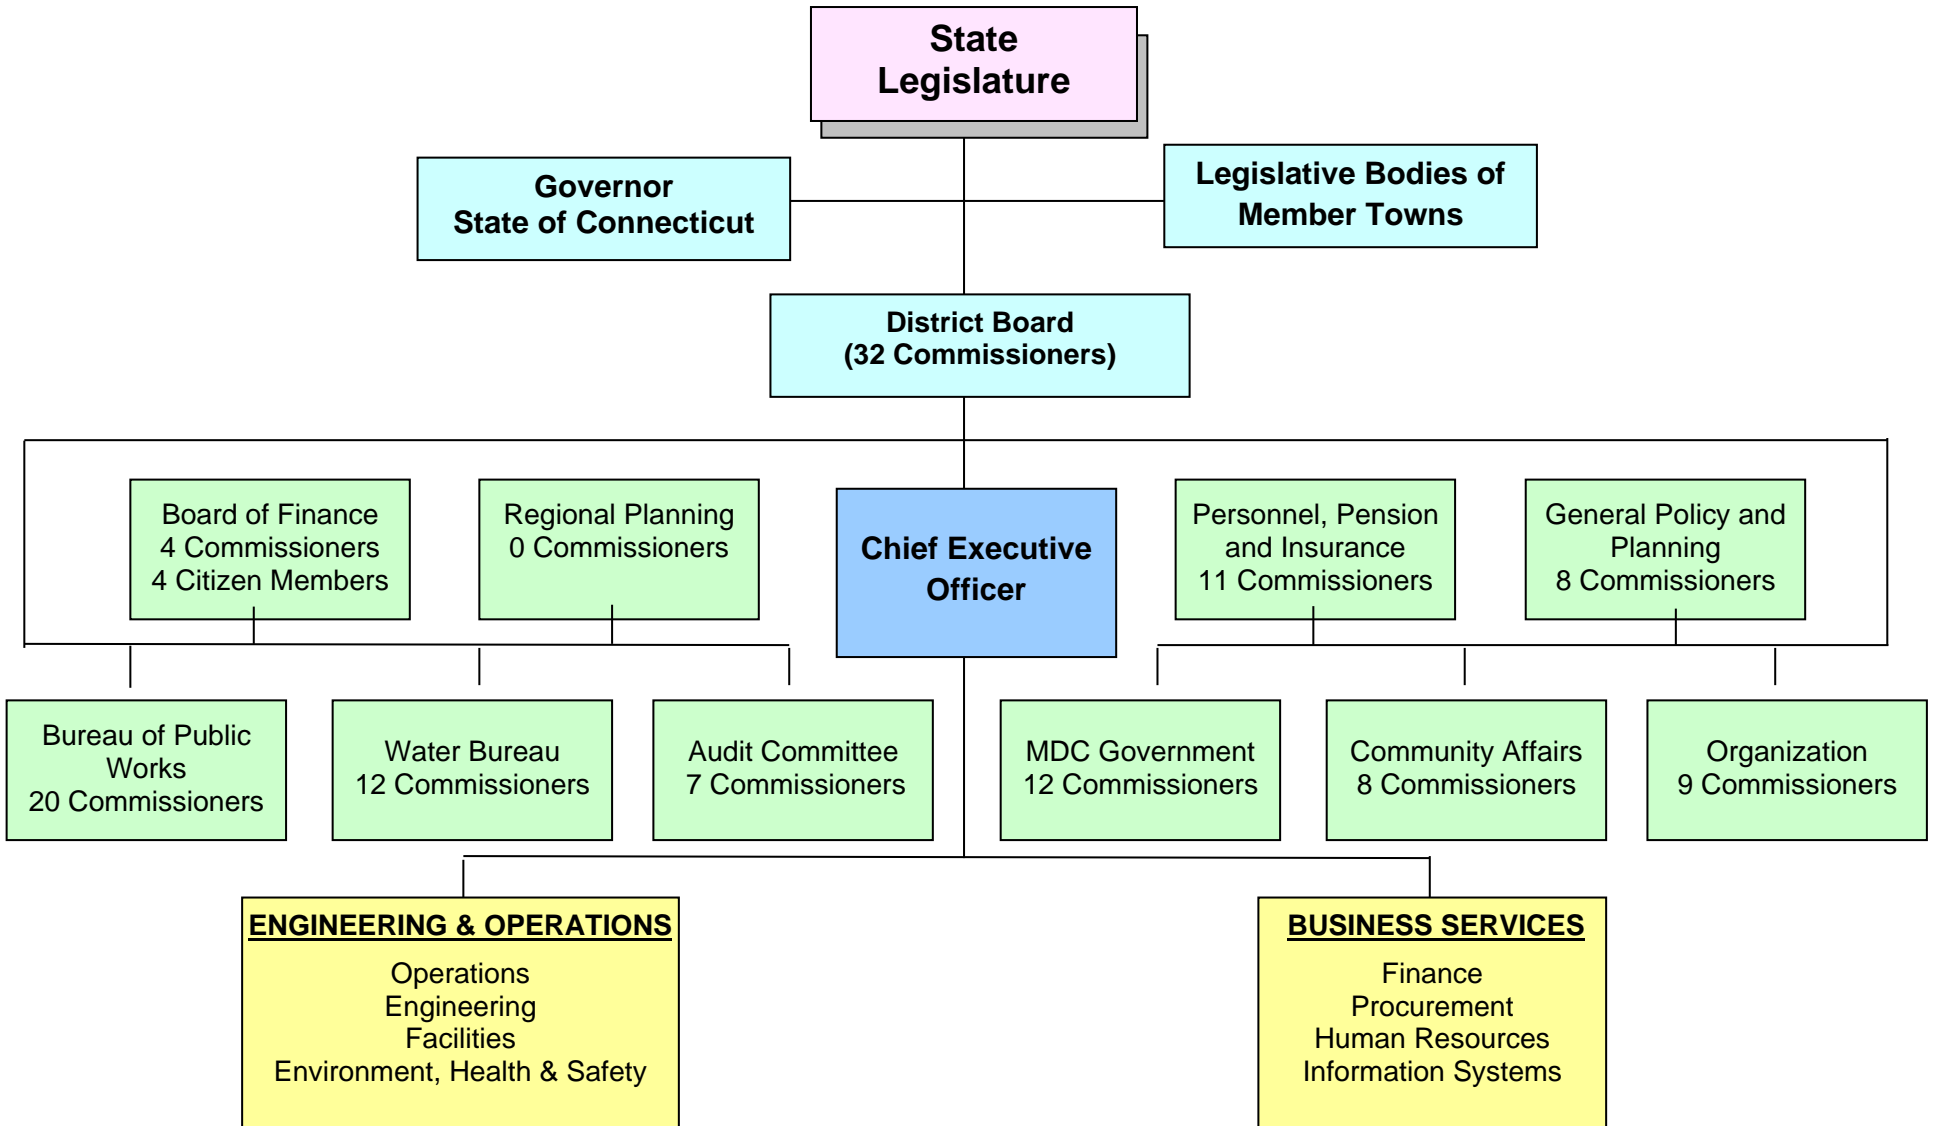 State
Legislature
Governor
State of Connecticut
Legislative Bodies of
Member Towns
District Board
(32 Commissioners)
Board of Finance
4 Commissioners
4 Citizen Members
Regional Planning
0 Commissioners
Chief Executive
Officer
Personnel, Pension
and Insurance
11 Commissioners
General Policy and
Planning
8 Commissioners
Bureau of Public
Works
20 Commissioners
Water Bureau
12 Commissioners
Audit Committee
7 Commissioners
MDC Government
12 Commissioners
Community Affairs
8 Commissioners
Organization
9 Commissioners
ENGINEERING & OPERATIONS
Operations
Engineering
Facilities
Environment, Health & Safety
BUSINESS SERVICES
Finance
Procurement
Human Resources
Information Systems